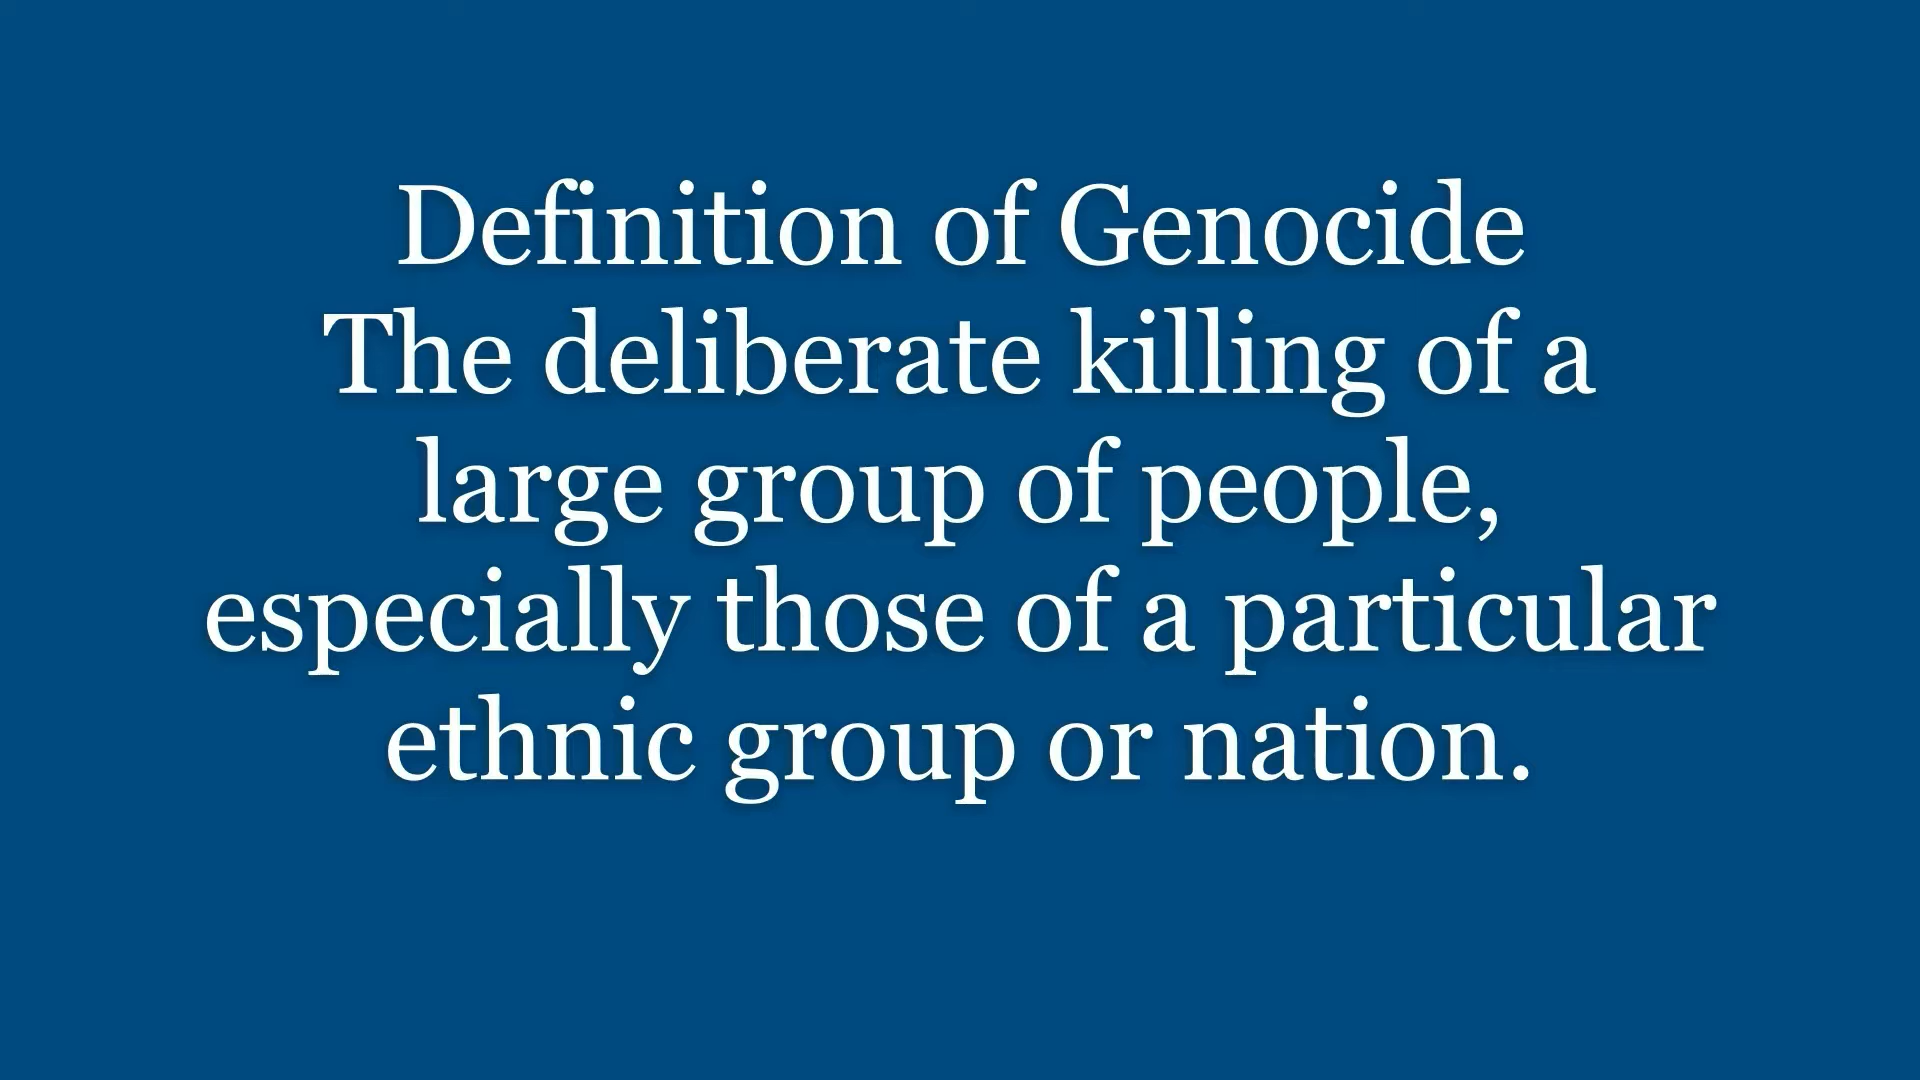 Definition of Genocide
The deliberate killing of a
large group of people,
especially those of a particular
ethnic group or nation.